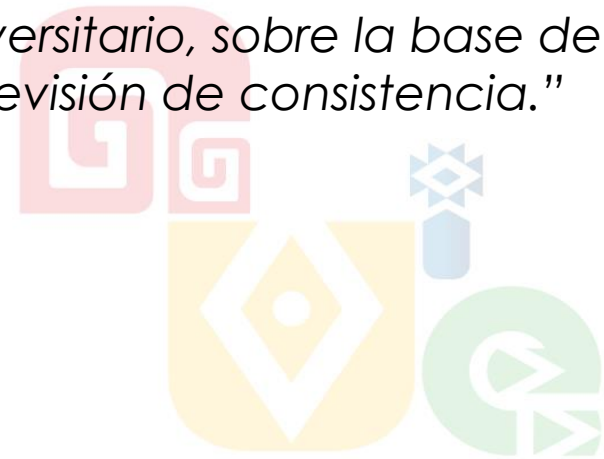 versitario, sobre la base de
evisión de consistencia.”